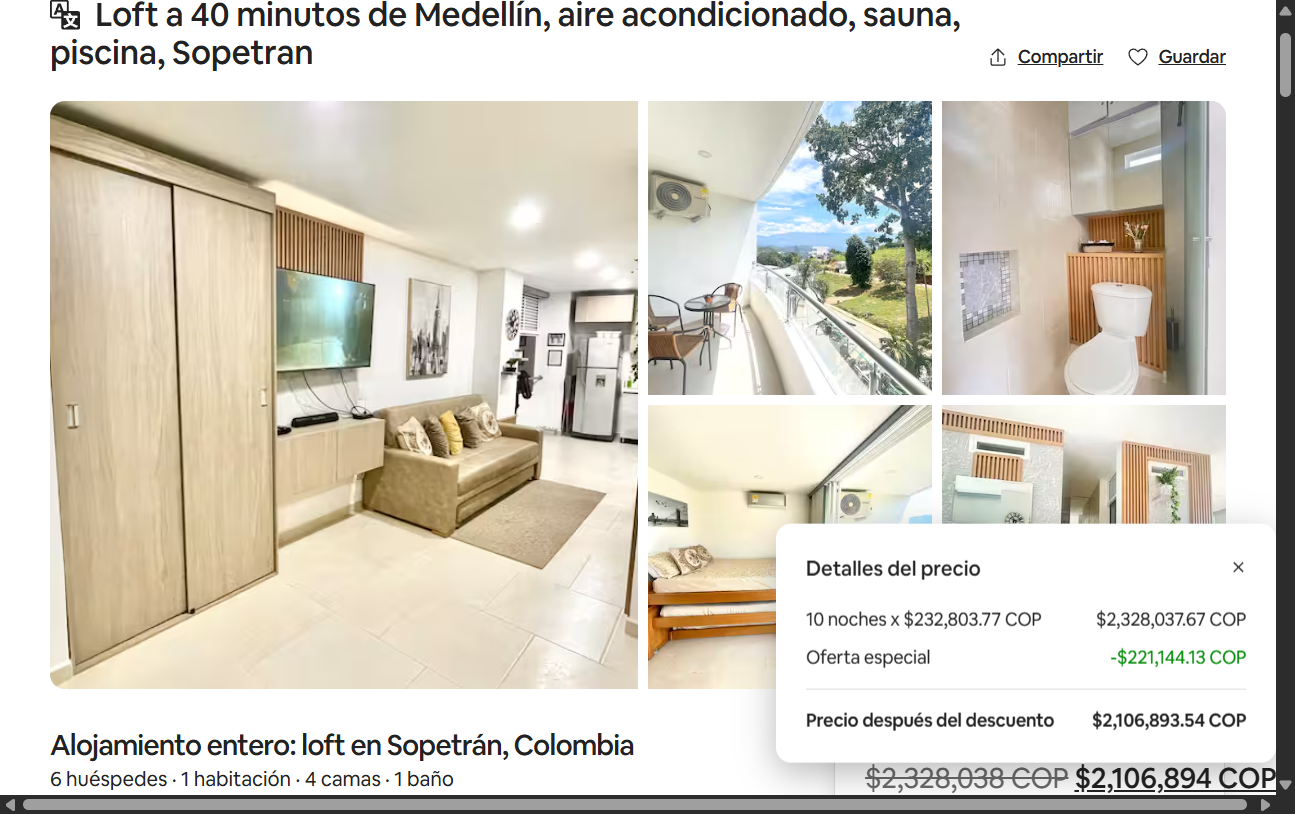 Loft a 40 minutos de Medellín, aire acondicionado, sauna,
piscina, Sopetran
Compartir
Guardar
Detalles del precio
10 noches x $232,803.77 COP $2,328,037.67 COP
Oferta especial -$221,144.13 COP
Precio después del descuento $2,106,893.54 COP
Alojamiento entero: loft en Sopetrán, Colombia
6 huéspedes · 1 habitación · 4 camas · 1 baño
$2,328,038 COP $2,106,894 COP